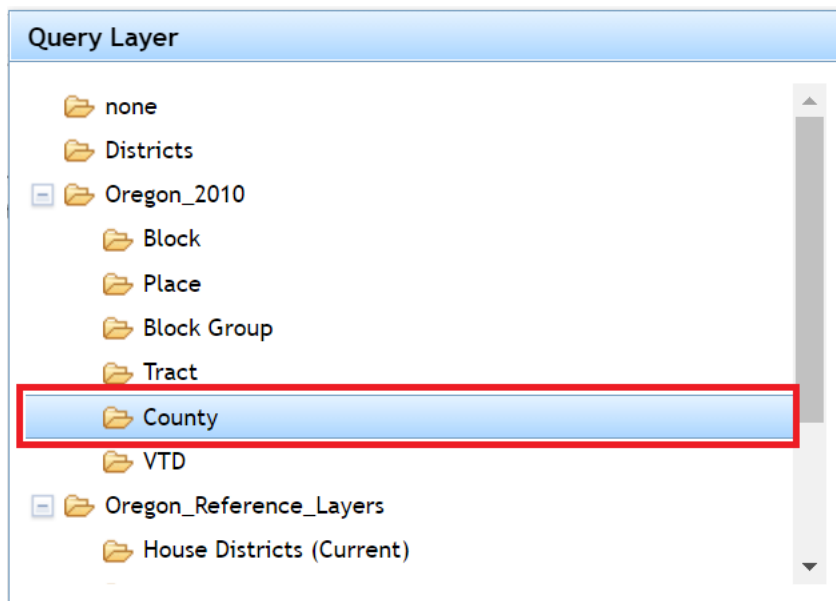 Query Layer
none
Districts
Oregon_2010
Block
Place
Block Group
Tract
County
VTD
Oregon_Reference_Layers
House Districts (Current)